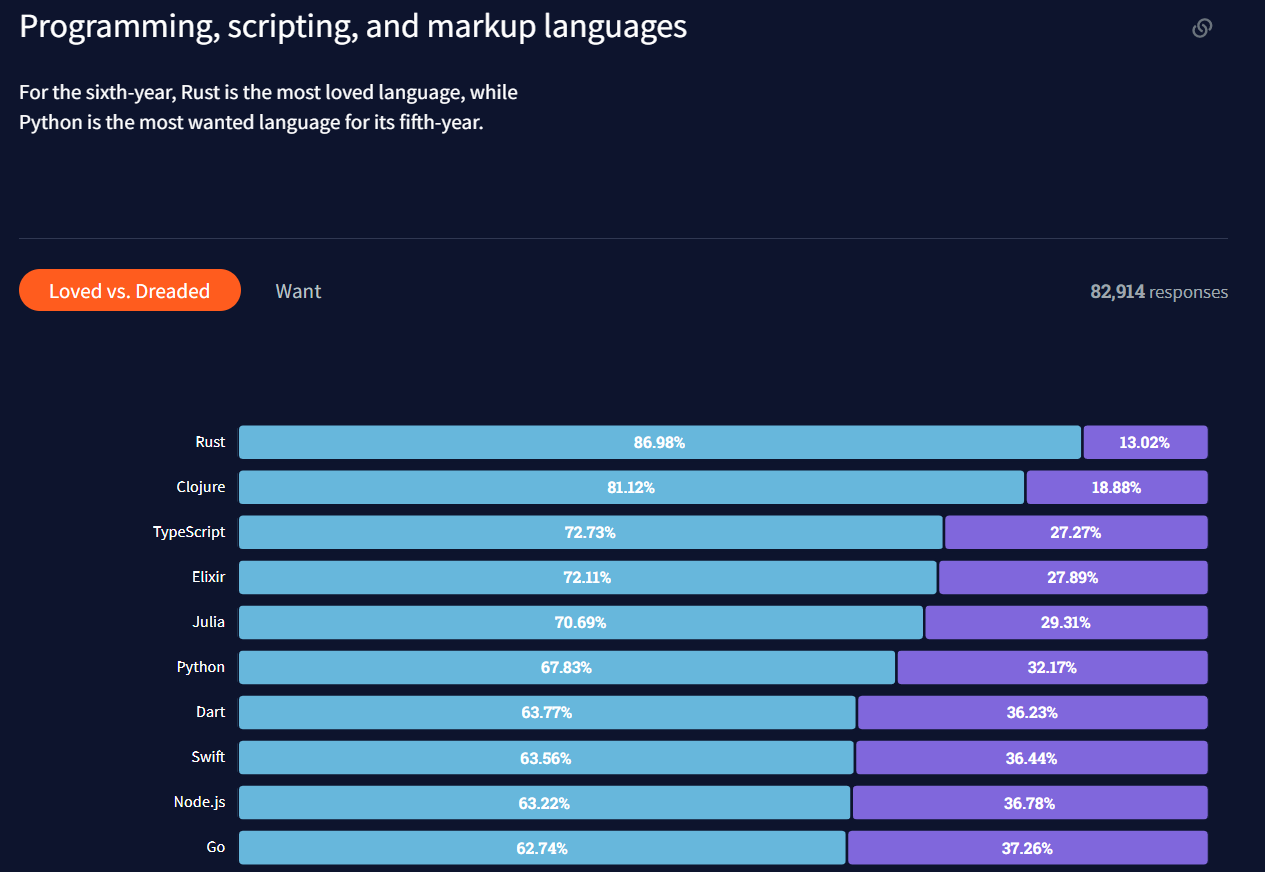 Programming, scripting, and markup languages
For the sixth-year, Rust is the most loved language, while
Python is the most wanted language for its fifth-year.
Loved vs. Dreaded Want 82,914 responses
Rust 86.98% 13.02%
Clojure 81.12% 18.88%
TypeScript 72.73% 27.27%
Elixir 72.11% 27.89%
Julia 70.69% 29.31%
Python 67.83% 32.17%
Dart 63.77% 36.23%
Swift 63.56% 36.44%
Node.js 63.22% 36.78%
Go 62.74% 37.26%